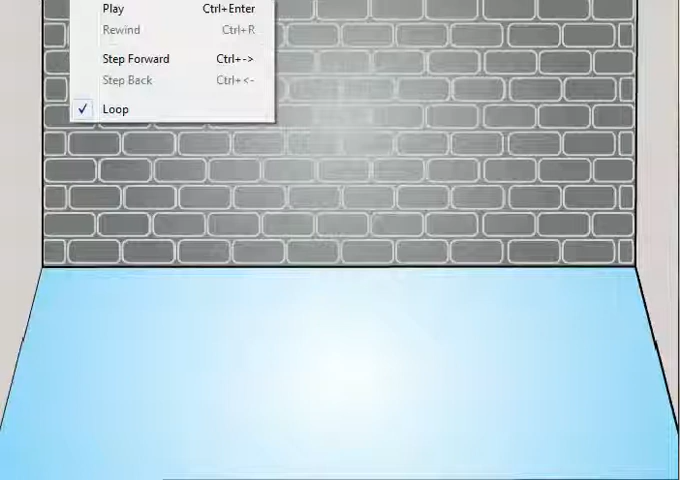 Play Ctrl+Enter
Rewind Ctrl+R
Step Forward Ctrl+->
Step Back Ctrl+<-
Loop